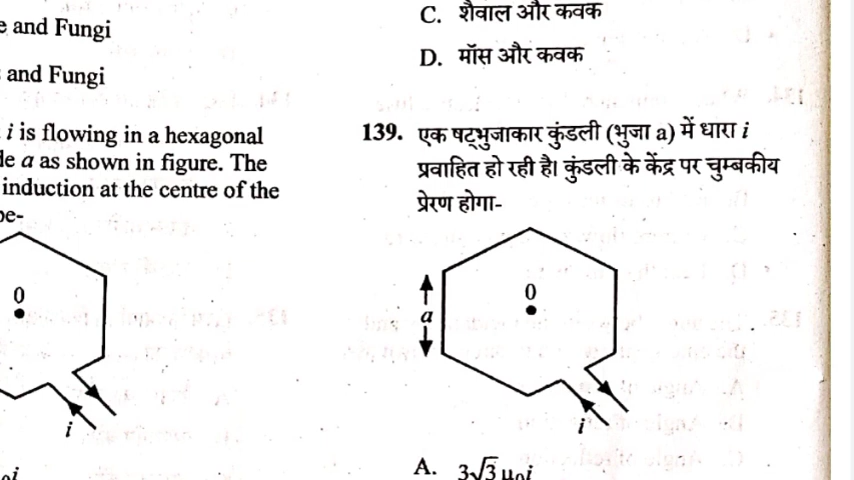 and Fungi
and Fungi
i is flowing in a hexagonal
a as shown in figure. The
induction at the centre of the
0
i
C. शैवाल और कवक
D. मॉस और कवक
139. एक षट्भुजाकार कुंडली (भुजा a) में धारा i
प्रवाहित हो रही है। कुंडली के केंद्र पर चुम्बकीय
प्रेरण होगा-
0
a
i
A. 3√3 μ₀i